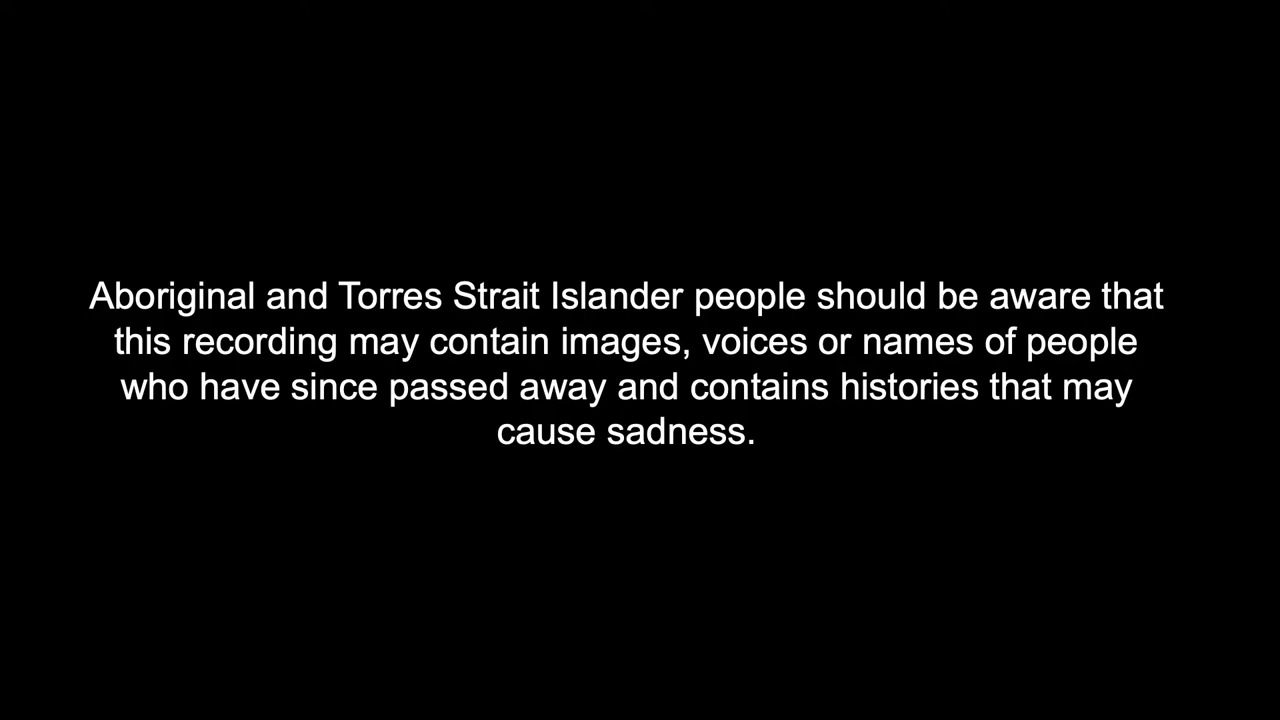 Aboriginal and Torres Strait Islander people should be aware that
this recording may contain images, voices or names of people
who have since passed away and contains histories that may
cause sadness.